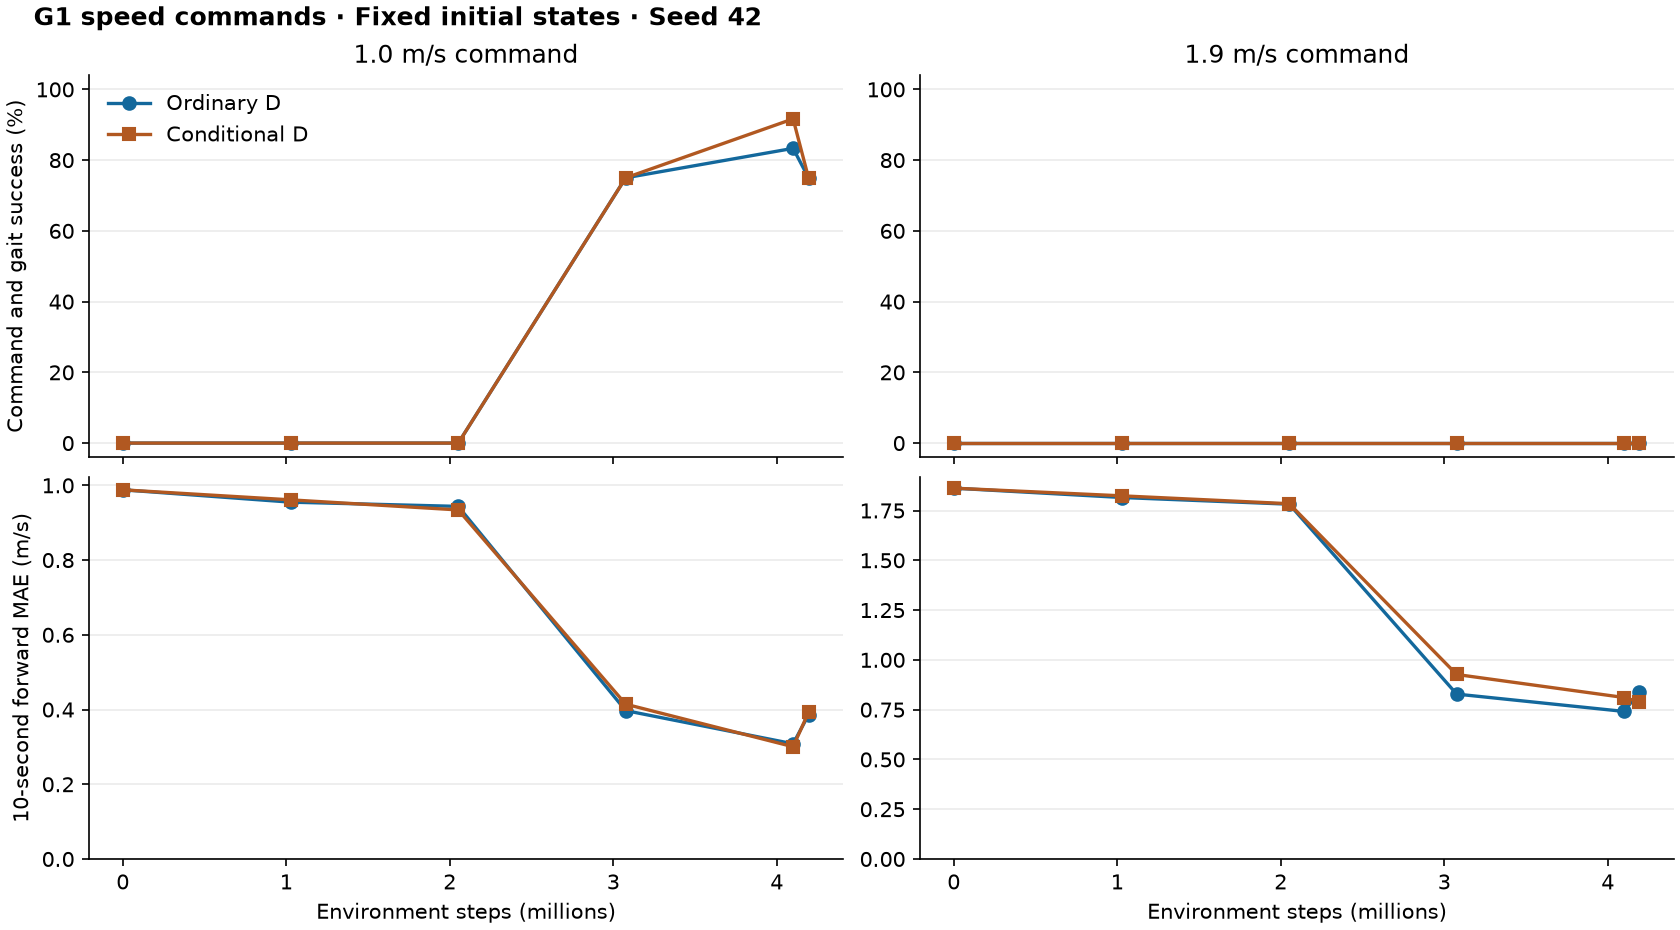 G1 speed commands · Fixed initial states · Seed 42
1.0 m/s command
1.9 m/s command
Command and gait success (%)
100
80
60
40
20
0
Ordinary D
Conditional D
100
80
60
40
20
0
10-second forward MAE (m/s)
1.0
0.8
0.6
0.4
0.2
0.0
0 1 2 3 4
Environment steps (millions)
1.75
1.50
1.25
1.00
0.75
0.50
0.25
0.00
0 1 2 3 4
Environment steps (millions)